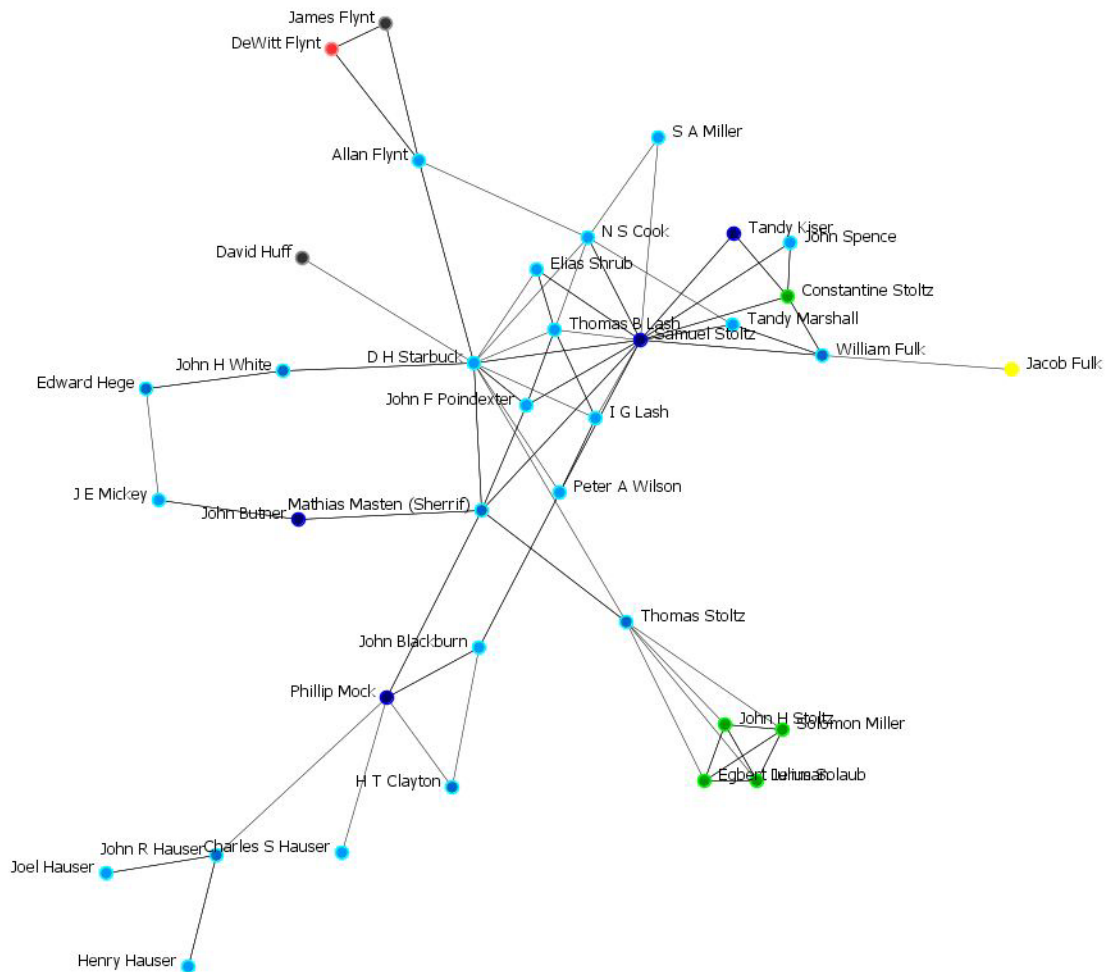 James Flynt
DeWitt Flynt
S A Miller
Allan Flynt
Tandy Kiser
N S Cook
John Spence
David Huff
Elias Shrub
Constantine Stoltz
Thomas B Lash
Tandy Marshall
Samuel Stoltz
D H Starbuck
William Fulk
Jacob Fulk
John H White
Edward Hege
John F Poindexter
I G Lash
Peter A Wilson
J E Mickey
Mathias Masten (Sherrif)
John Butner
Thomas Stoltz
John Blackburn
Phillip Mock
John H Stoltz
Solomon Miller
Egbert
H T Clayton
John R Hauser
Charles S Hauser
Joel Hauser
Henry Hauser